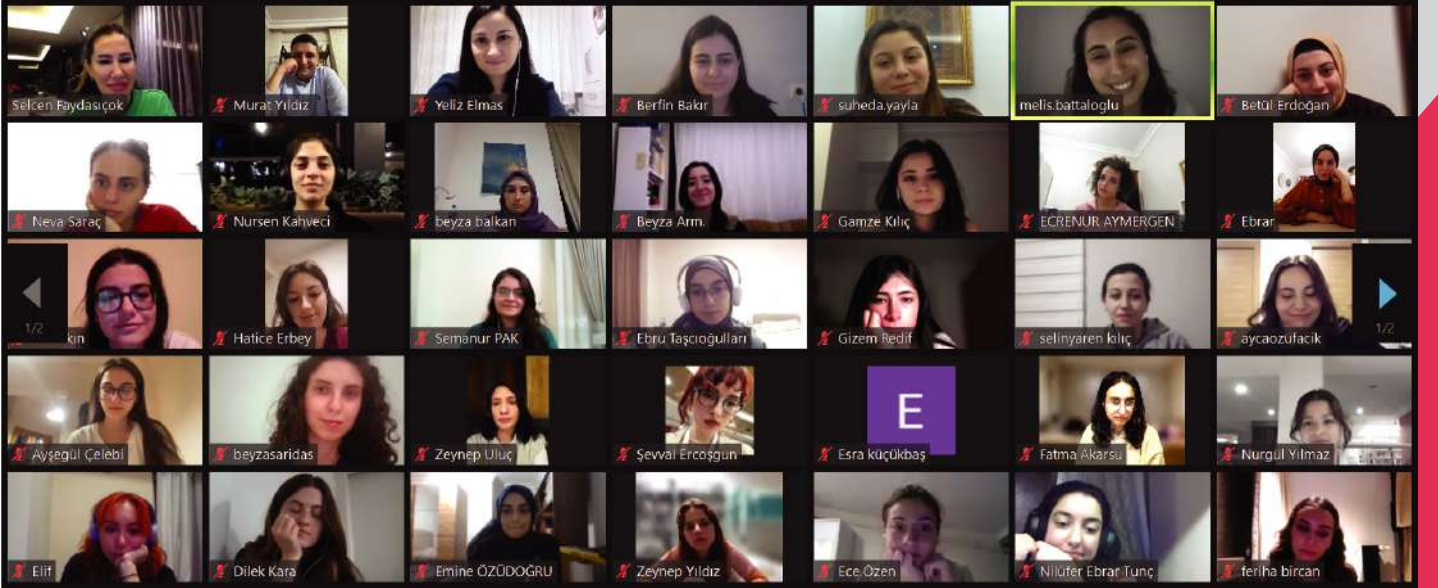 Selcen Faydasıçok
Murat Yıldız
Yeliz Elmas
Berfin Bakır
suheda.yayla
melis.battaloglu
Betül Erdoğan
Neva Saraç
Nursen Kahveci
beyza balkan
Beyza Arm.
Gamze Kılıç
ECRENUR AYMERGEN
Ebrar
1/2
kın
Hatice Erbey
Semanur PAK
Ebru Taşcıoğulları
Gizem Redif
selinyaren kılıç
aycaozufacik
1/2
Ayşegül Çelebi
beyzasaridas
Zeynep Uluç
Şevval Ercoşgun
E
Esra küçükbaş
Fatma Akarsu
Nurgül Yılmaz
Elif
Dilek Kara
Emine ÖZÜDOĞRU
Zeynep Yıldız
Ece Özen
Nilüfer Ebrar Tunç
feriha bircan